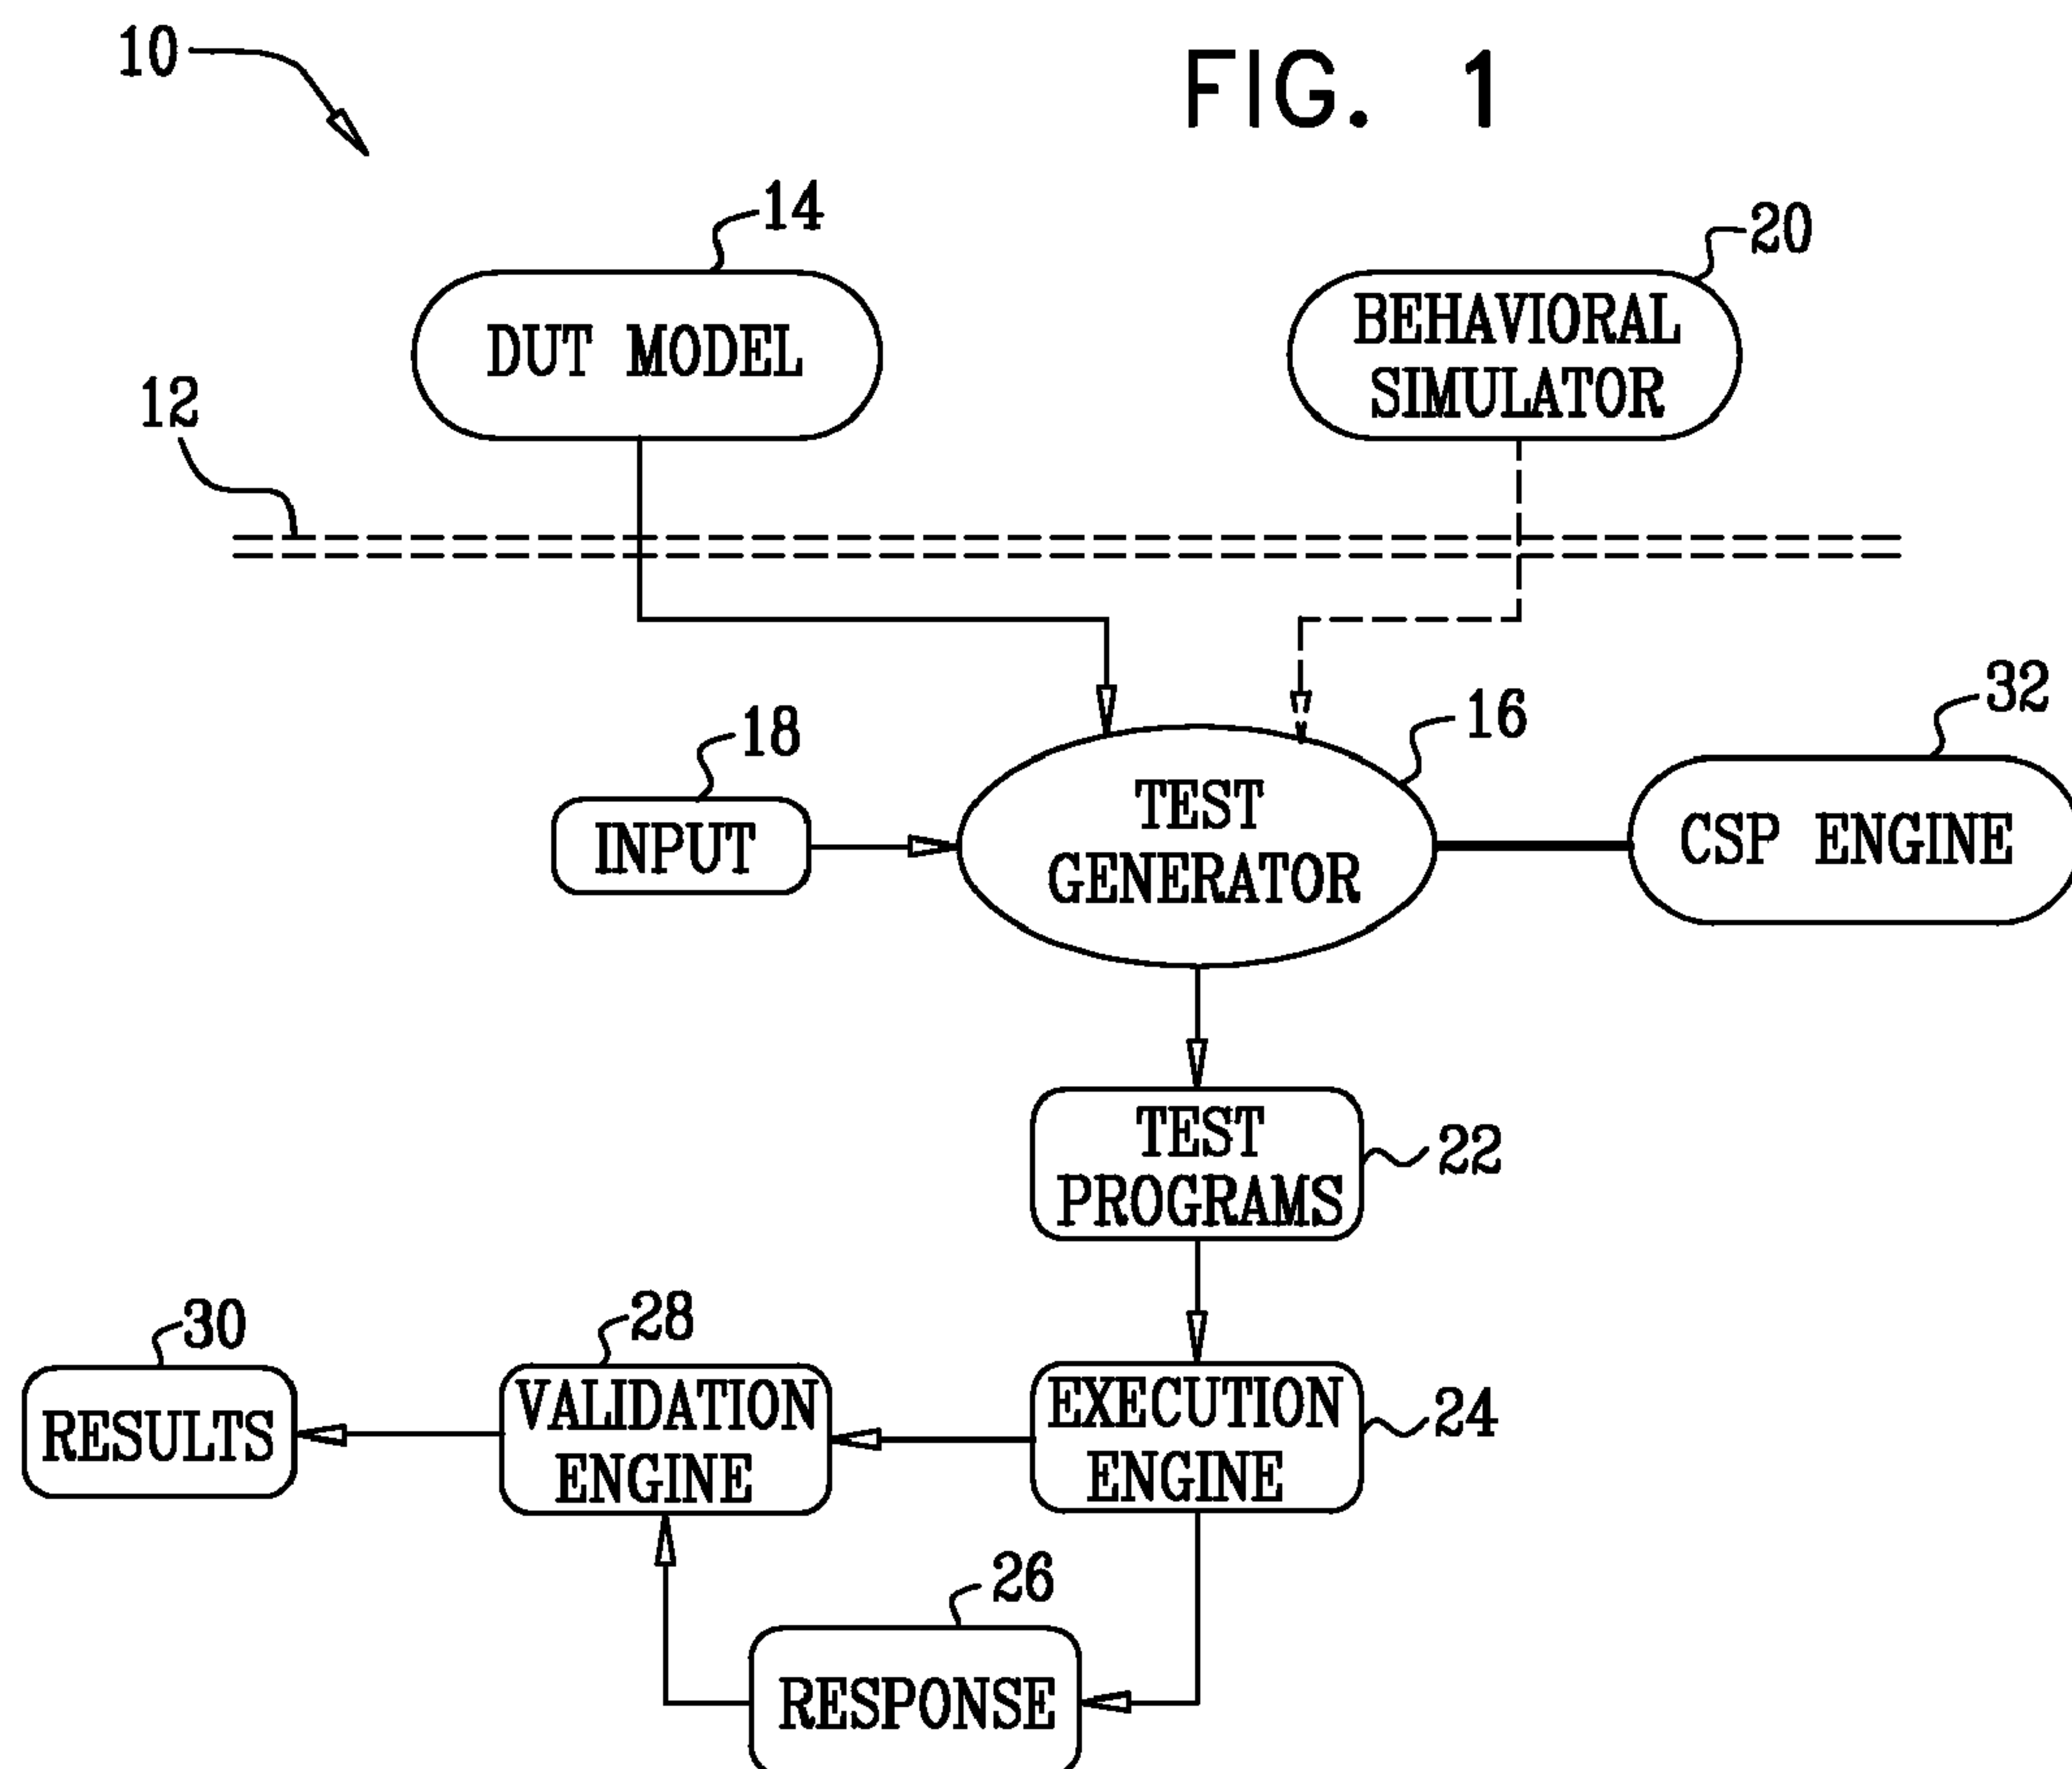 10
FIG. 1
14
20
DUT MODEL
BEHAVIORAL
SIMULATOR
12
32
16
18
TEST
GENERATOR
INPUT
CSP ENGINE
TEST
PROGRAMS
22
30
28
RESULTS
VALIDATION
ENGINE
EXECUTION
ENGINE
24
26
RESPONSE